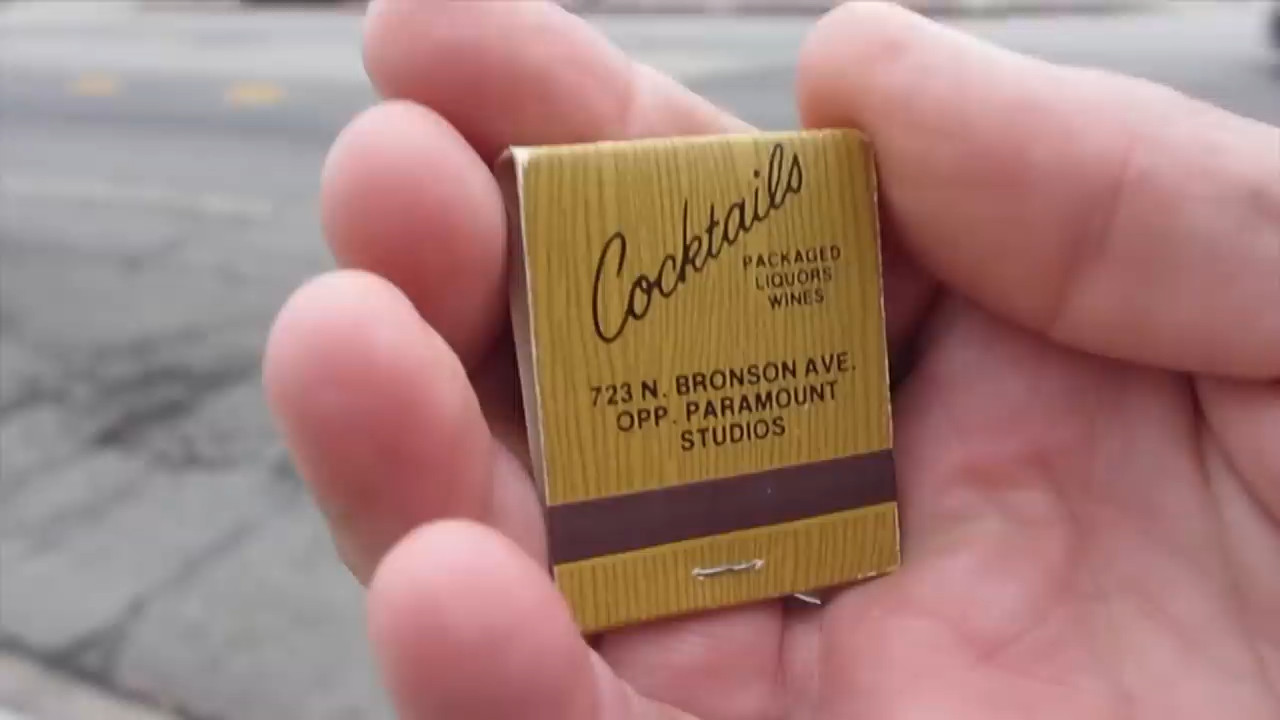 Cocktails
PACKAGED
LIQUORS
WINES
723 N. BRONSON AVE.
OPP. PARAMOUNT
STUDIOS